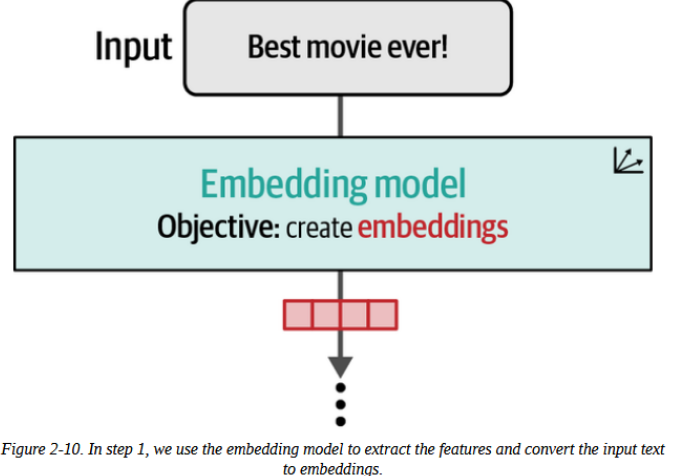 Input
Best movie ever!
Embedding model
Objective: create embeddings
Figure 2-10. In step 1, we use the embedding model to extract the features and convert the input text
to embeddings.